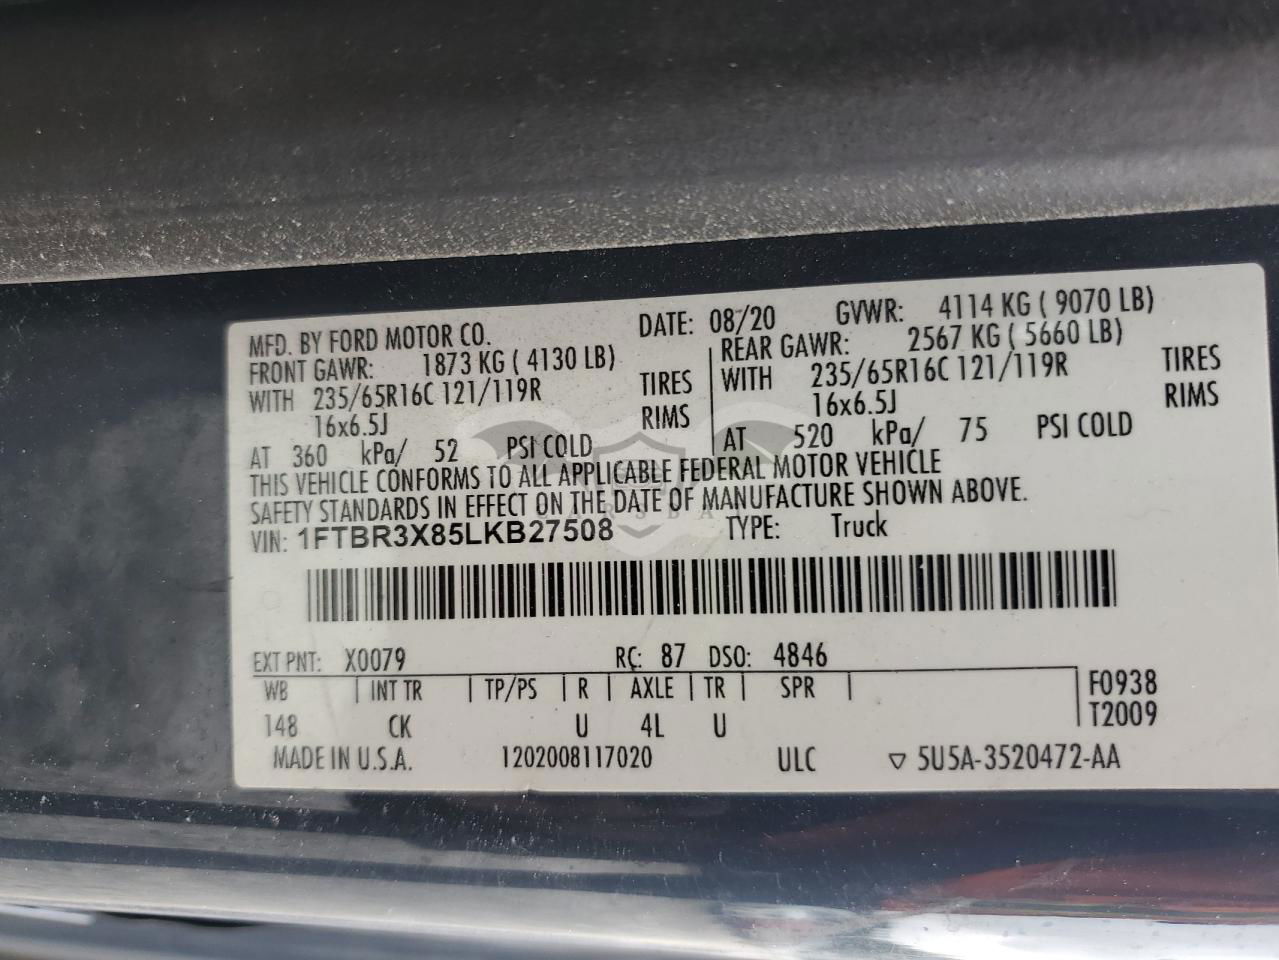 MFD. BY FORD MOTOR CO. DATE: 08/20 GVWR: 4114 KG ( 9070 LB)
FRONT GAWR: 1873 KG ( 4130 LB) REAR GAWR: 2567 KG ( 5660 LB)
WITH 235/65R16C 121/119R TIRES WITH 235/65R16C 121/119R TIRES
16x6.5J RIMS 16x6.5J RIMS
AT 360 kPa/ 52 PSI COLD AT 520 kPa/ 75 PSI COLD
THIS VEHICLE CONFORMS TO ALL APPLICABLE FEDERAL MOTOR VEHICLE
SAFETY STANDARDS IN EFFECT ON THE DATE OF MANUFACTURE SHOWN ABOVE.
VIN: 1FTBR3X85LKB27508 TYPE: Truck
EXT PNT: X0079 RC: 87 DSO: 4846
WB INT TR TP/PS R AXLE TR SPR F0938
148 CK U 4L U T2009
MADE IN U.S.A. 1202008117020 ULC ▽ 5U5A-3520472-AA